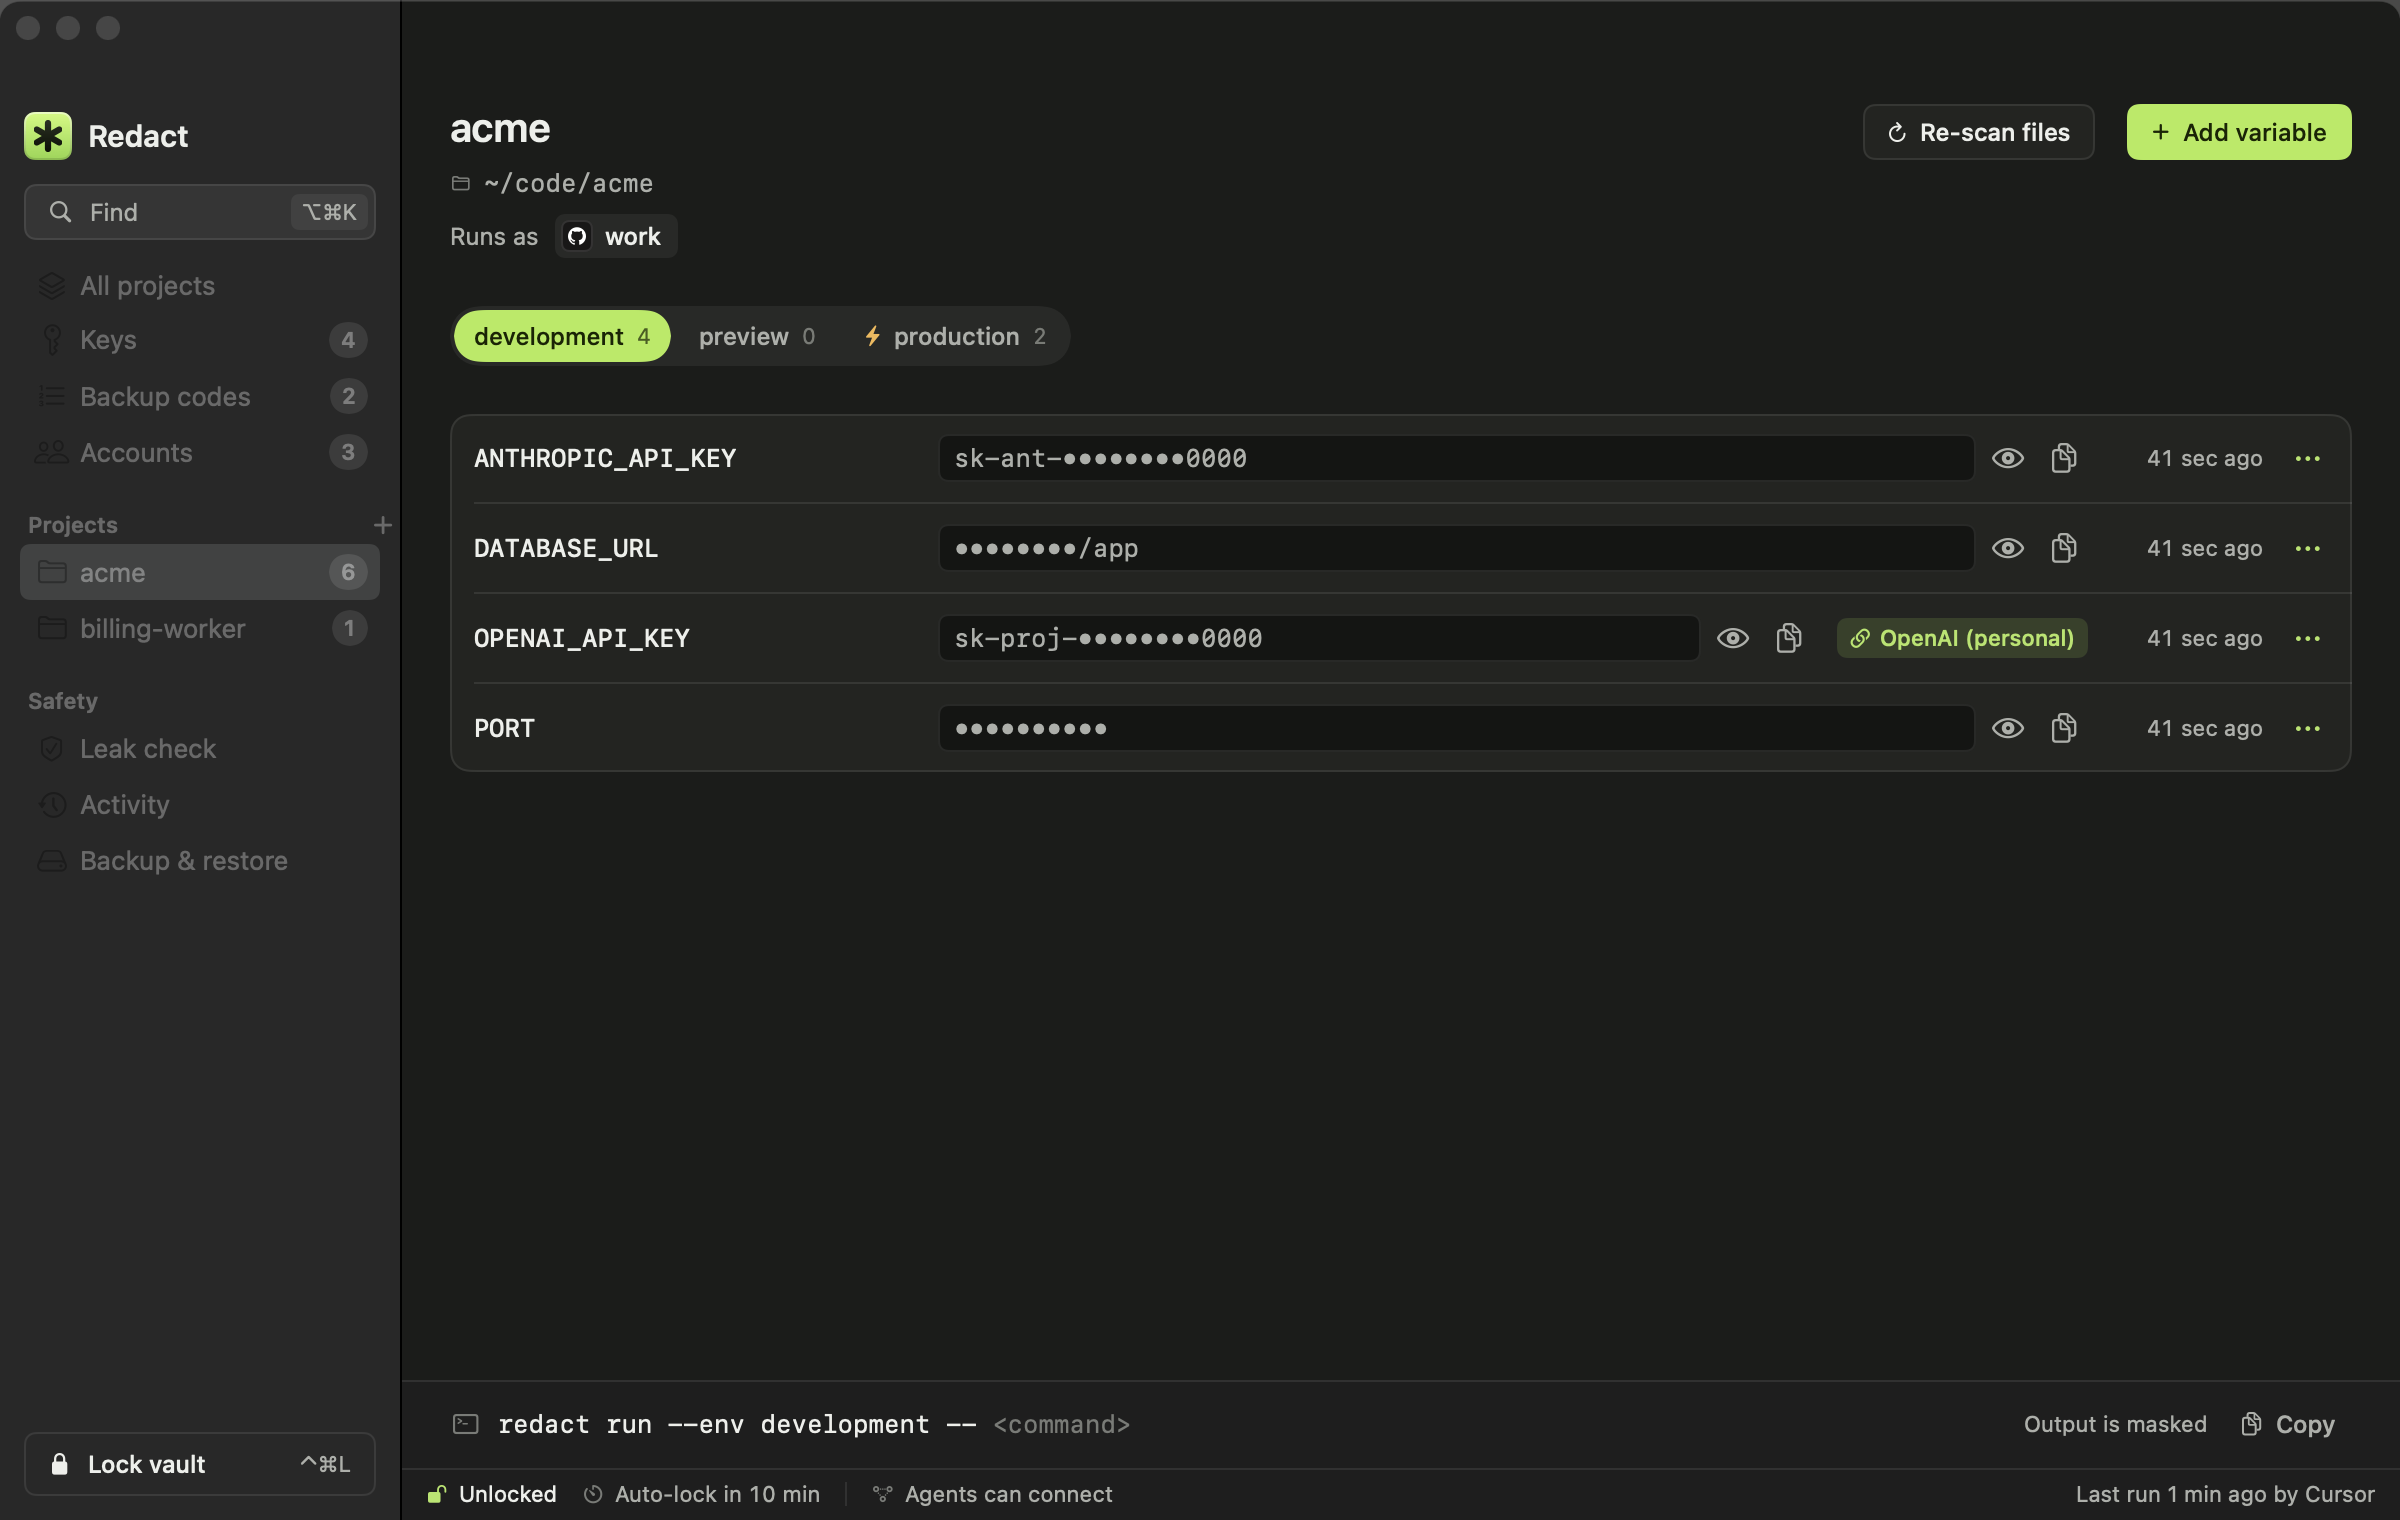 Redact
Find ⌥⌘K
All projects
Keys 4
Backup codes 2
Accounts 3
Projects +
acme 6
billing-worker 1
Safety
Leak check
Activity
Backup & restore
Lock vault ^⌘L
acme
~/code/acme
Runs as work
Re-scan files
+ Add variable
development 4 preview 0 production 2
ANTHROPIC_API_KEY sk-ant-••••••••0000 41 sec ago ···
DATABASE_URL ••••••••/app 41 sec ago ···
OPENAI_API_KEY sk-proj-••••••••0000 OpenAI (personal) 41 sec ago ···
PORT •••••••••• 41 sec ago ···
redact run --env development -- <command> Output is masked Copy
Unlocked Auto-lock in 10 min Agents can connect Last run 1 min ago by Cursor